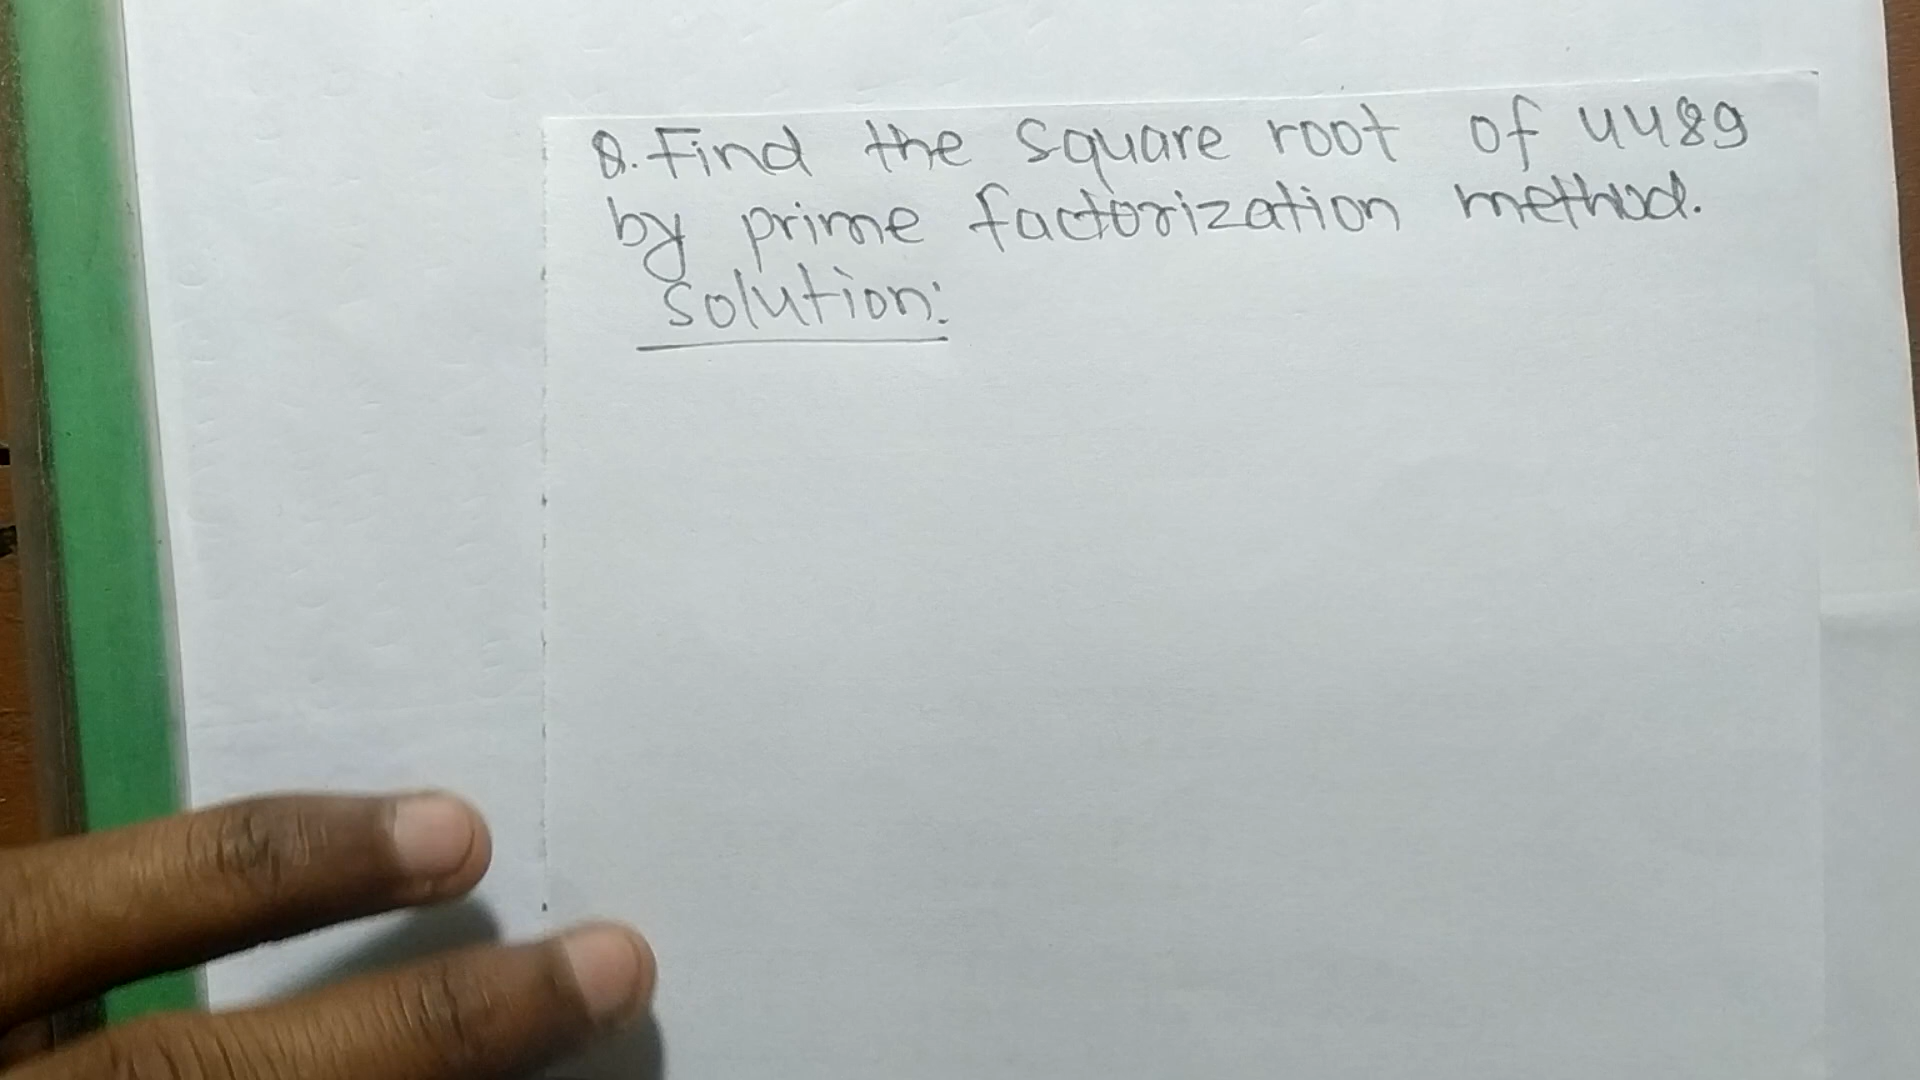 Q. Find the square root of 4489
by prime factorization method.
Solution: